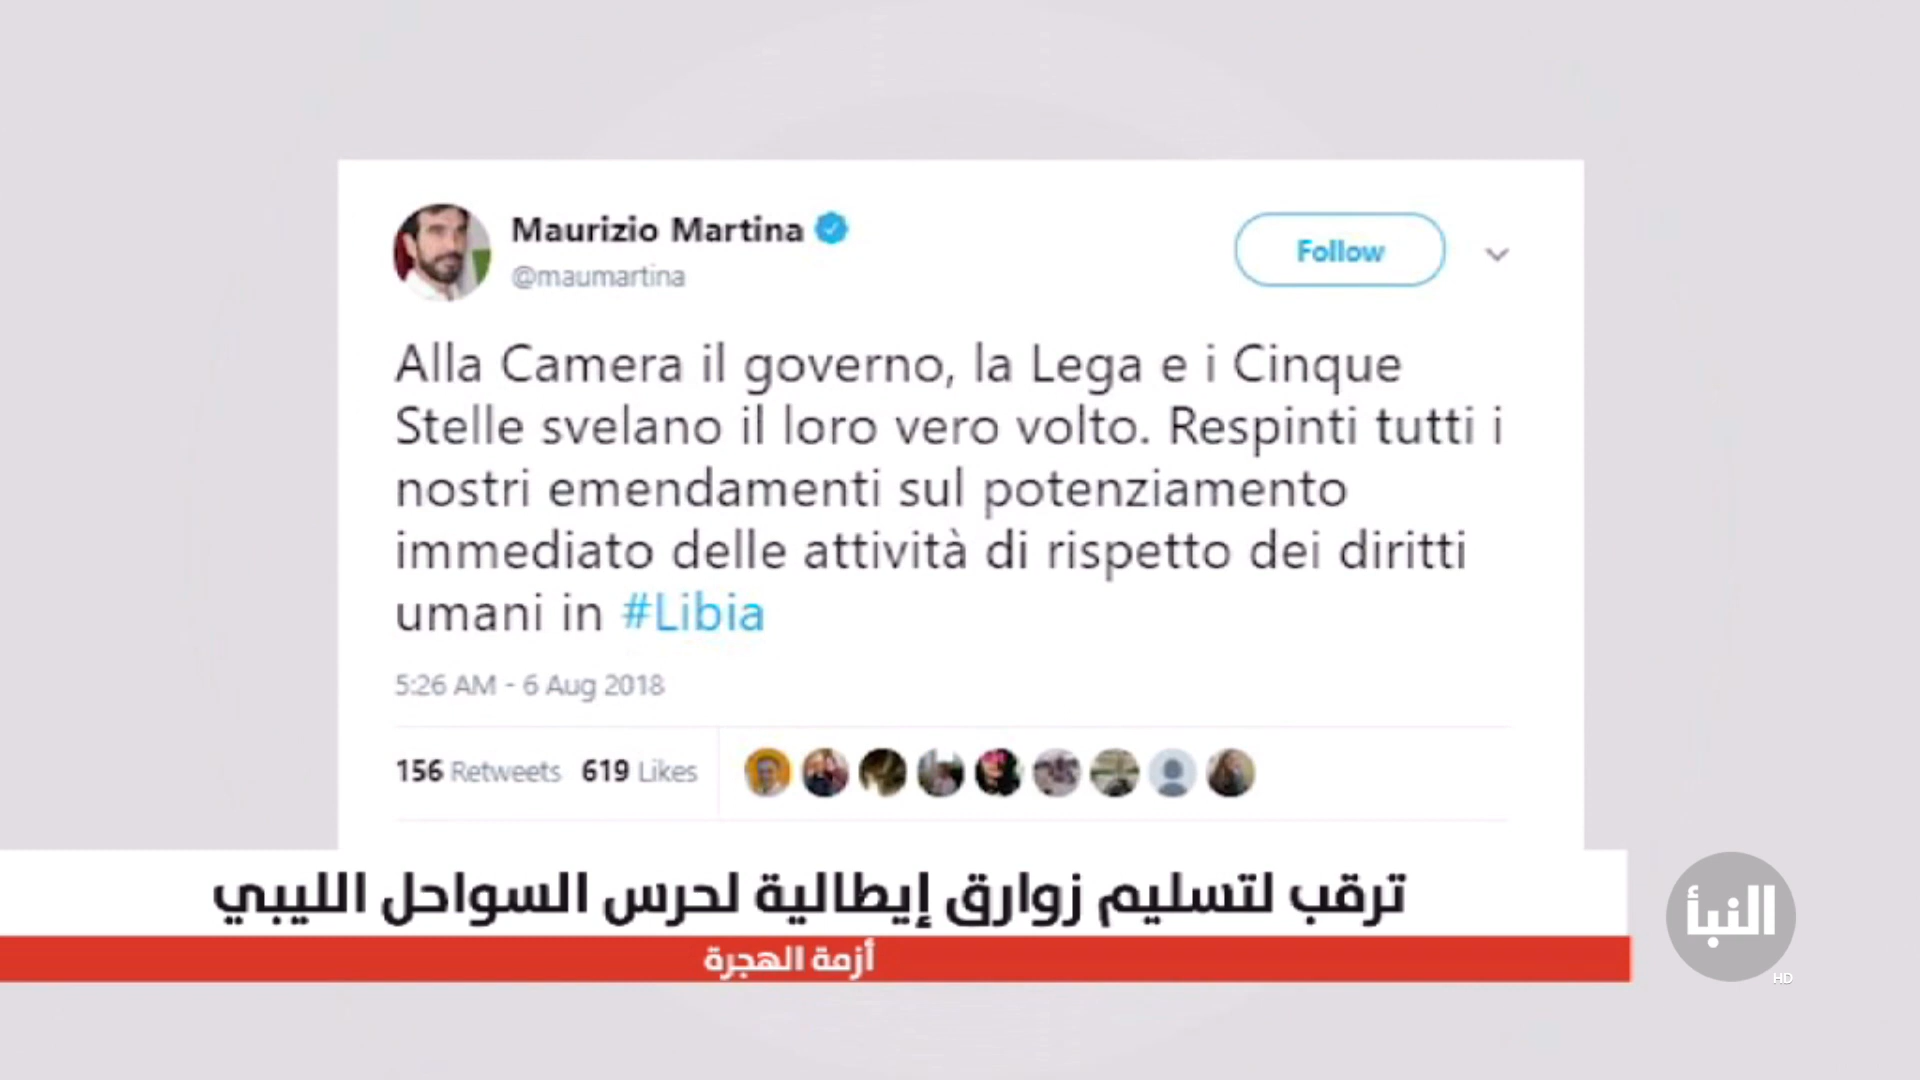 Maurizio Martina
@maumartina
Follow
Alla Camera il governo, la Lega e i Cinque
Stelle svelano il loro vero volto. Respinti tutti i
nostri emendamenti sul potenziamento
immediato delle attività di rispetto dei diritti
umani in #Libia
5:26 AM - 6 Aug 2018
156 Retweets 619 Likes
ترقب لتسليم زوارق إيطالية لحرس السواحل الليبي
أزمة الهجرة
النبأ
HD